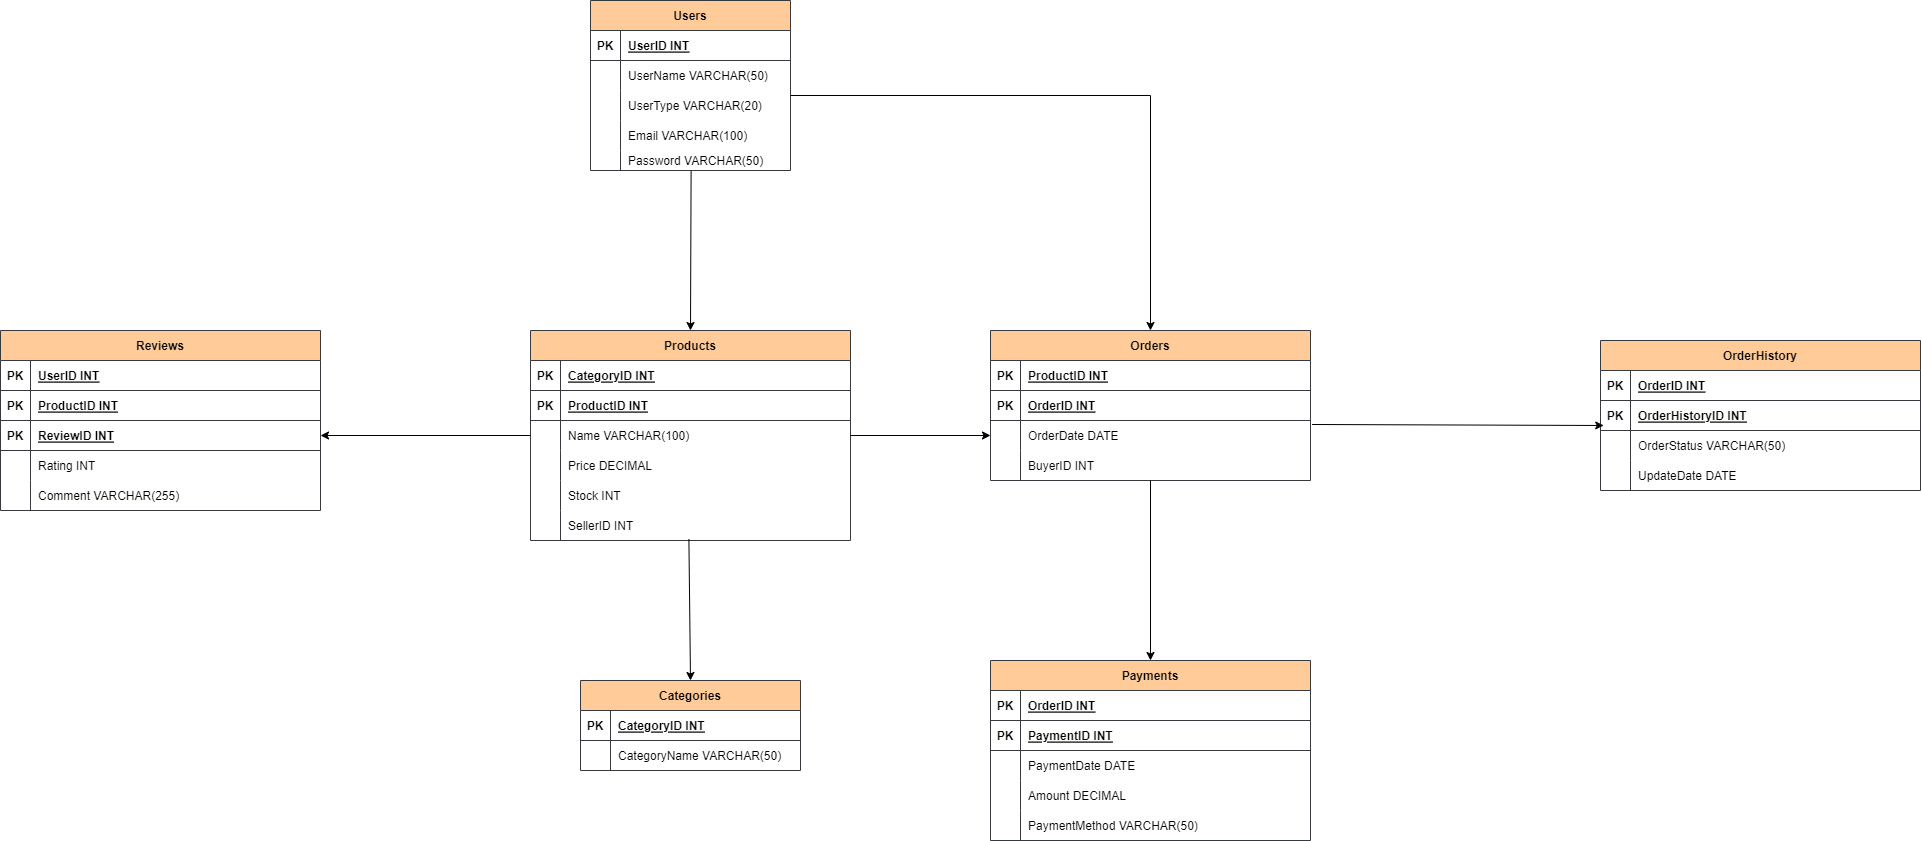 Users
PK UserID INT
UserName VARCHAR(50)
UserType VARCHAR(20)
Email VARCHAR(100)
Password VARCHAR(50)
Reviews
PK UserID INT
PK ProductID INT
PK ReviewID INT
Rating INT
Comment VARCHAR(255)
Products
PK CategoryID INT
PK ProductID INT
Name VARCHAR(100)
Price DECIMAL
Stock INT
SellerID INT
Orders
PK ProductID INT
PK OrderID INT
OrderDate DATE
BuyerID INT
OrderHistory
PK OrderID INT
PK OrderHistoryID INT
OrderStatus VARCHAR(50)
UpdateDate DATE
Categories
PK CategoryID INT
CategoryName VARCHAR(50)
Payments
PK OrderID INT
PK PaymentID INT
PaymentDate DATE
Amount DECIMAL
PaymentMethod VARCHAR(50)